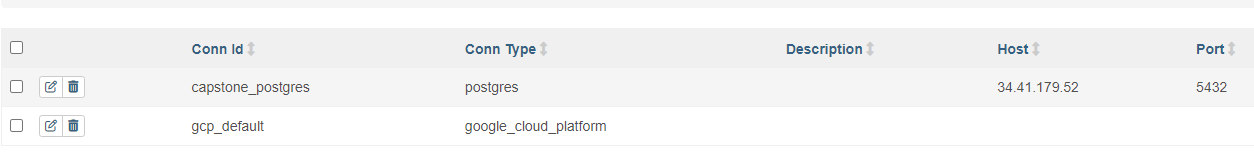 Conn Id Conn Type Description Host Port
capstone_postgres postgres 34.41.179.52 5432
gcp_default google_cloud_platform